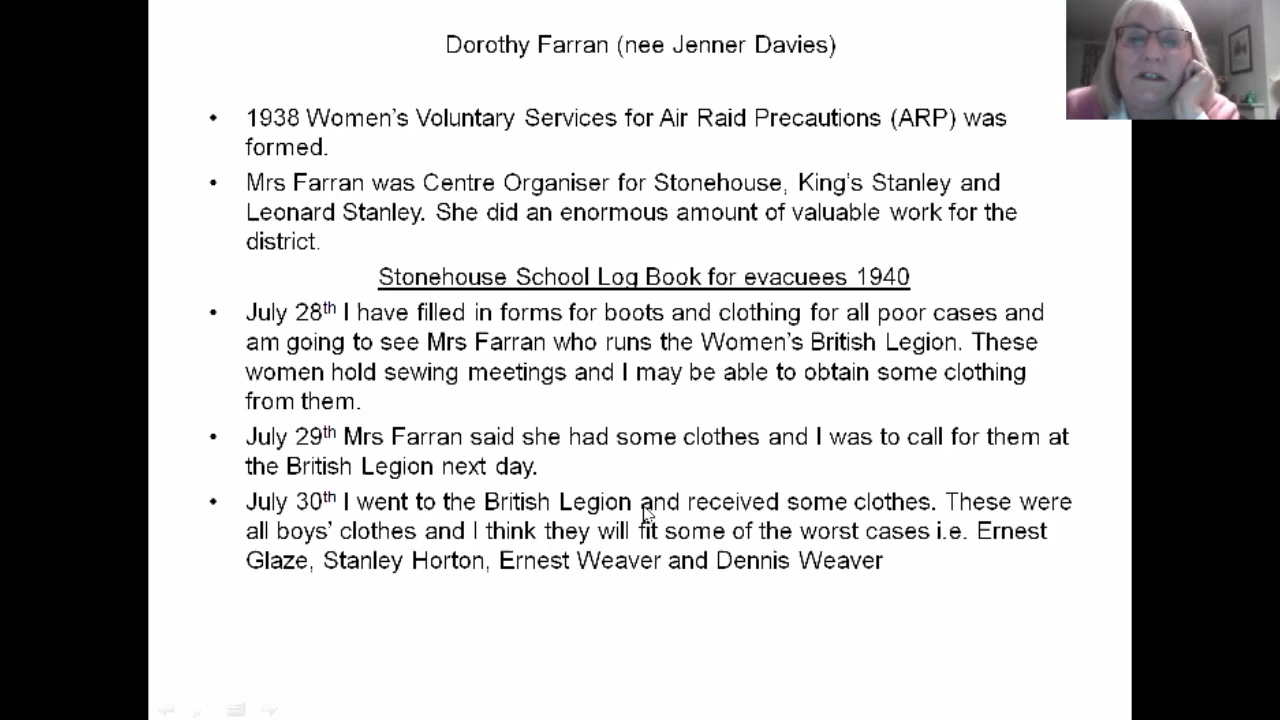 Dorothy Farran (nee Jenner Davies)
• 1938 Women's Voluntary Services for Air Raid Precautions (ARP) was
formed.
• Mrs Farran was Centre Organiser for Stonehouse, King's Stanley and
Leonard Stanley. She did an enormous amount of valuable work for the
district.
Stonehouse School Log Book for evacuees 1940
• July 28th I have filled in forms for boots and clothing for all poor cases and
am going to see Mrs Farran who runs the Women's British Legion. These
women hold sewing meetings and I may be able to obtain some clothing
from them.
• July 29th Mrs Farran said she had some clothes and I was to call for them at
the British Legion next day.
• July 30th I went to the British Legion and received some clothes. These were
all boys' clothes and I think they will fit some of the worst cases i.e. Ernest
Glaze, Stanley Horton, Ernest Weaver and Dennis Weaver